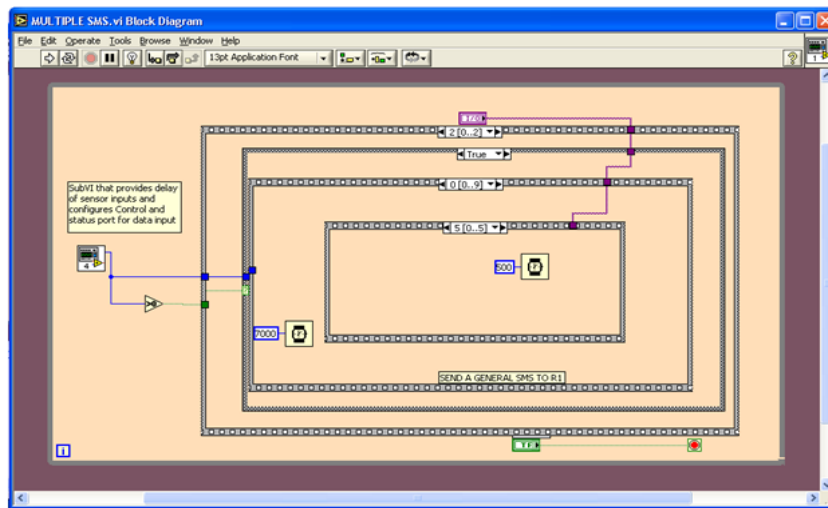 MULTIPLE SMS.vi Block Diagram
File Edit Operate Tools Browse Window Help
13pt Application Font
1
I/O
2 [0..2]
True
0 [0..9]
5 [0..5]
SubVI that provides delay
of sensor inputs and
configures Control and
status port for data input
4
500
7000
SEND A GENERAL SMS TO R1
TF
i